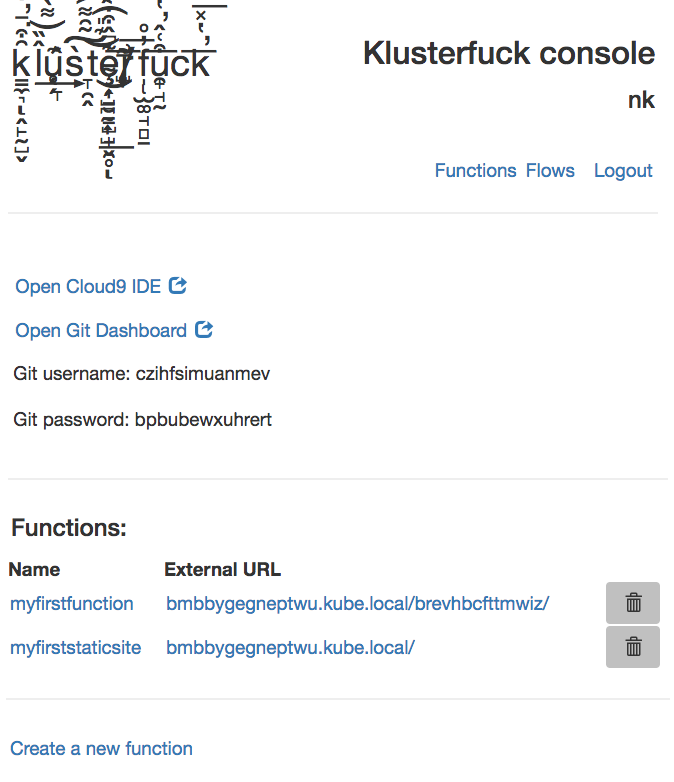 klusterfuck
Klusterfuck console
nk
Functions Flows Logout
Open Cloud9 IDE
Open Git Dashboard
Git username: czihfsimuanmev
Git password: bpbubewxuhrert
Functions:
Name External URL
myfirstfunction bmbbygegneptwu.kube.local/brevhbcfttmwiz/
myfirststaticsite bmbbygegneptwu.kube.local/
Create a new function